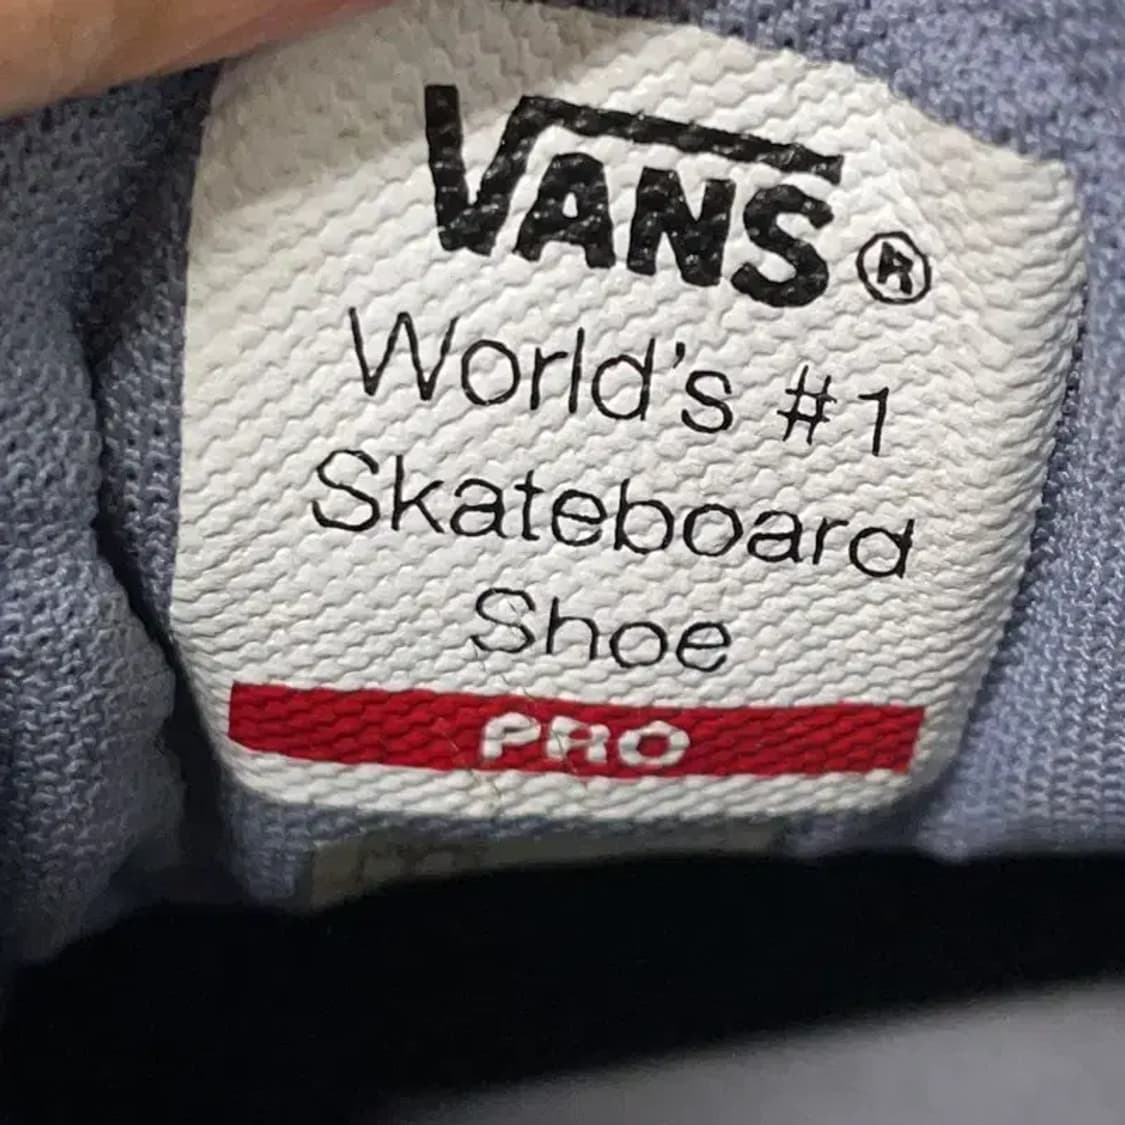 VANS®
World's #1
Skateboard
Shoe
PRO